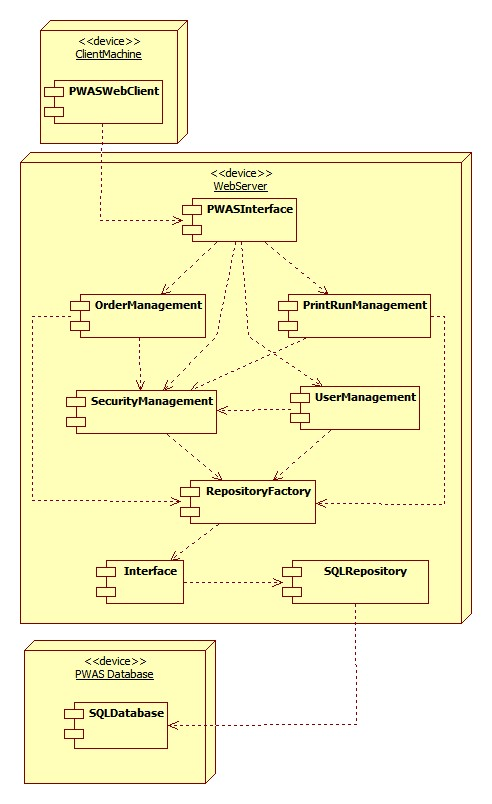 <<device>>
ClientMachine
PWASWebClient
<<device>>
WebServer
PWASInterface
OrderManagement
PrintRunManagement
SecurityManagement
UserManagement
RepositoryFactory
Interface
SQLRepository
<<device>>
PWAS Database
SQLDatabase